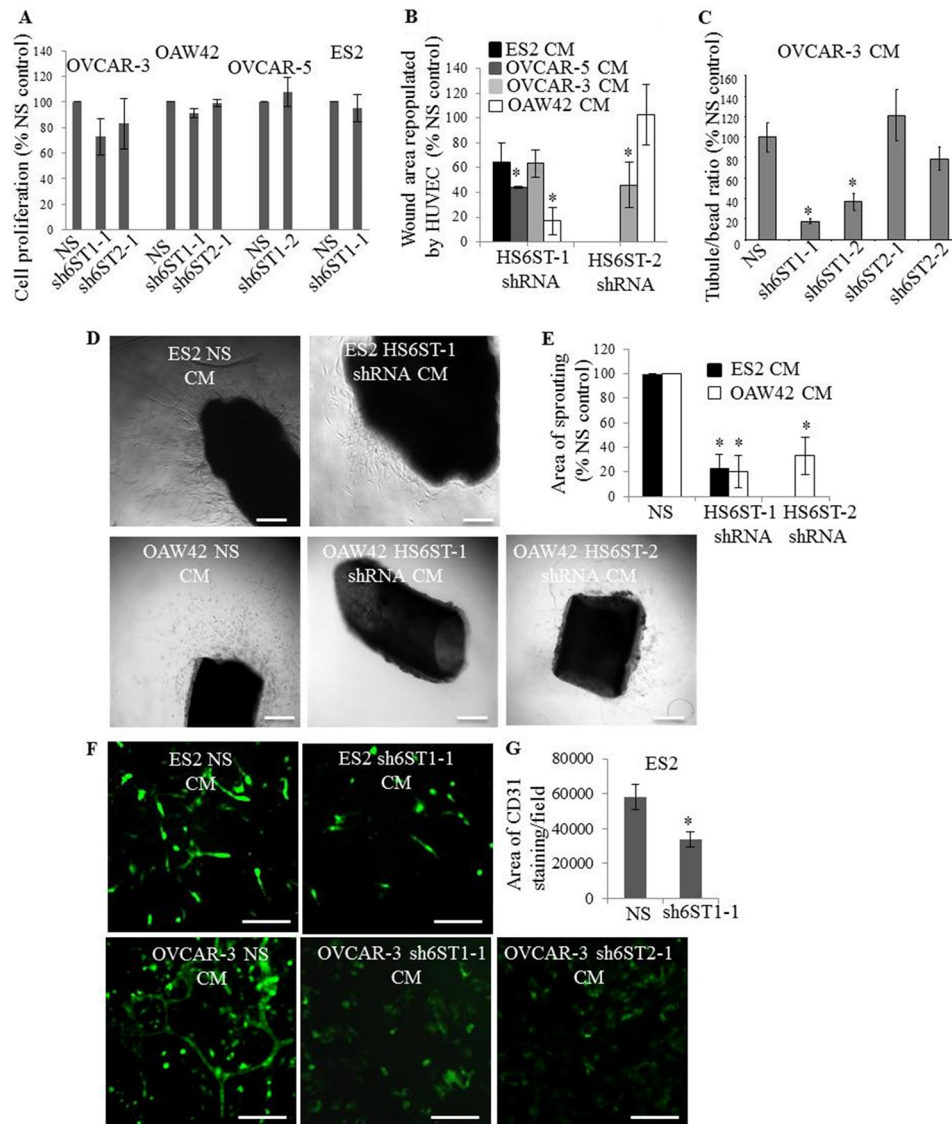 A
Cell proliferation (% NS control)
140
120
100
80
60
40
20
0
OVCAR-3
OAW42
OVCAR-5
ES2
NS
sh6ST1-1
sh6ST2-1
NS
sh6ST1-1
sh6ST2-1
NS
sh6ST1-2
NS
sh6ST1-1
B
Wound area repopulated
by HUVEC (% NS control)
140
120
100
80
60
40
20
0
ES2 CM
OVCAR-5 CM
OVCAR-3 CM
OAW42 CM
*
*
*
HS6ST-1
shRNA
HS6ST-2
shRNA
C
OVCAR-3 CM
Tubule/bead ratio (% NS control)
160
140
120
100
80
60
40
20
0
*
*
NS
sh6ST1-1
sh6ST1-2
sh6ST2-1
sh6ST2-2
D
ES2 NS
CM
ES2 HS6ST-1
shRNA CM
OAW42 NS
CM
OAW42 HS6ST-1
shRNA CM
OAW42 HS6ST-2
shRNA CM
E
Area of sprouting
(% NS control)
120
100
80
60
40
20
0
ES2 CM
OAW42 CM
* *
*
NS
HS6ST-1
shRNA
HS6ST-2
shRNA
F
ES2 NS
CM
ES2 sh6ST1-1
CM
OVCAR-3 NS
CM
OVCAR-3 sh6ST1-1
CM
OVCAR-3 sh6ST2-1
CM
G
ES2
Area of CD31
staining/field
80000
60000
40000
20000
0
*
NS
sh6ST1-1